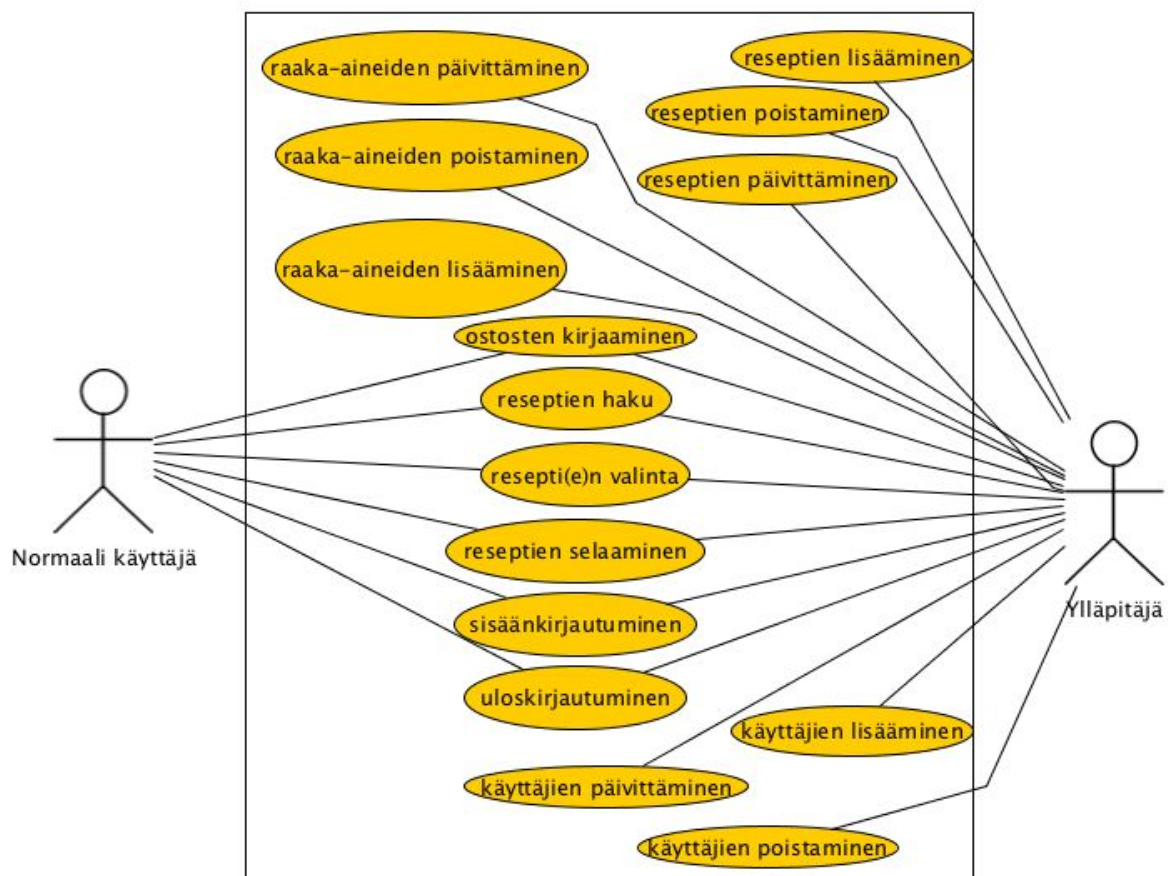 raaka-aineiden päivittäminen
reseptien lisääminen
reseptien poistaminen
raaka-aineiden poistaminen
reseptien päivittäminen
raaka-aineiden lisääminen
ostosten kirjaaminen
reseptien haku
resepti(e)n valinta
reseptien selaaminen
Normaali käyttäjä
Ylläpitäjä
sisäänkirjautuminen
uloskirjautuminen
käyttäjien lisääminen
käyttäjien päivittäminen
käyttäjien poistaminen